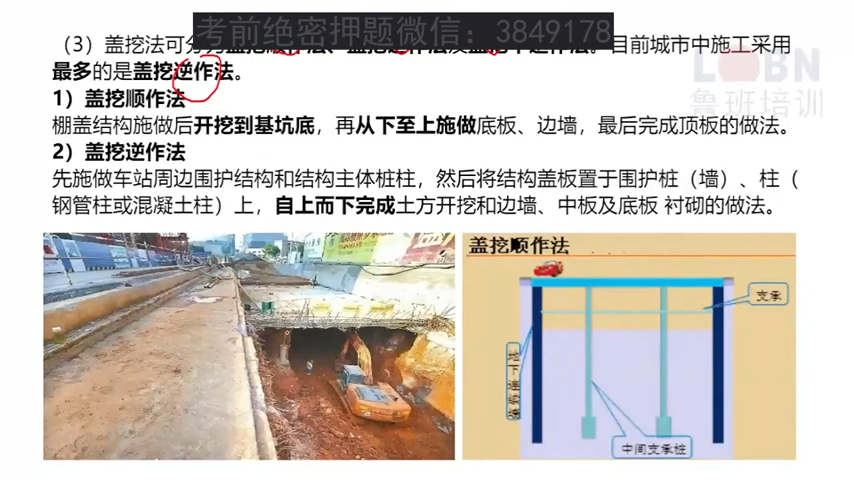 考前绝密押题微信：3849178
（3）盖挖法可分为盖挖顺作法、盖挖逆作法及盖挖半逆作法。目前城市中施工采用
最多的是盖挖逆作法。
LOBN
鲁班培训
1）盖挖顺作法
棚盖结构施做后开挖到基坑底，再从下至上施做底板、边墙，最后完成顶板的做法。
2）盖挖逆作法
先施做车站周边围护结构和结构主体桩柱，然后将结构盖板置于围护桩（墙）、柱（
钢管柱或混凝土柱）上，自上而下完成土方开挖和边墙、中板及底板 衬砌的做法。
盖挖顺作法
支承
地下连续墙
中间支承桩